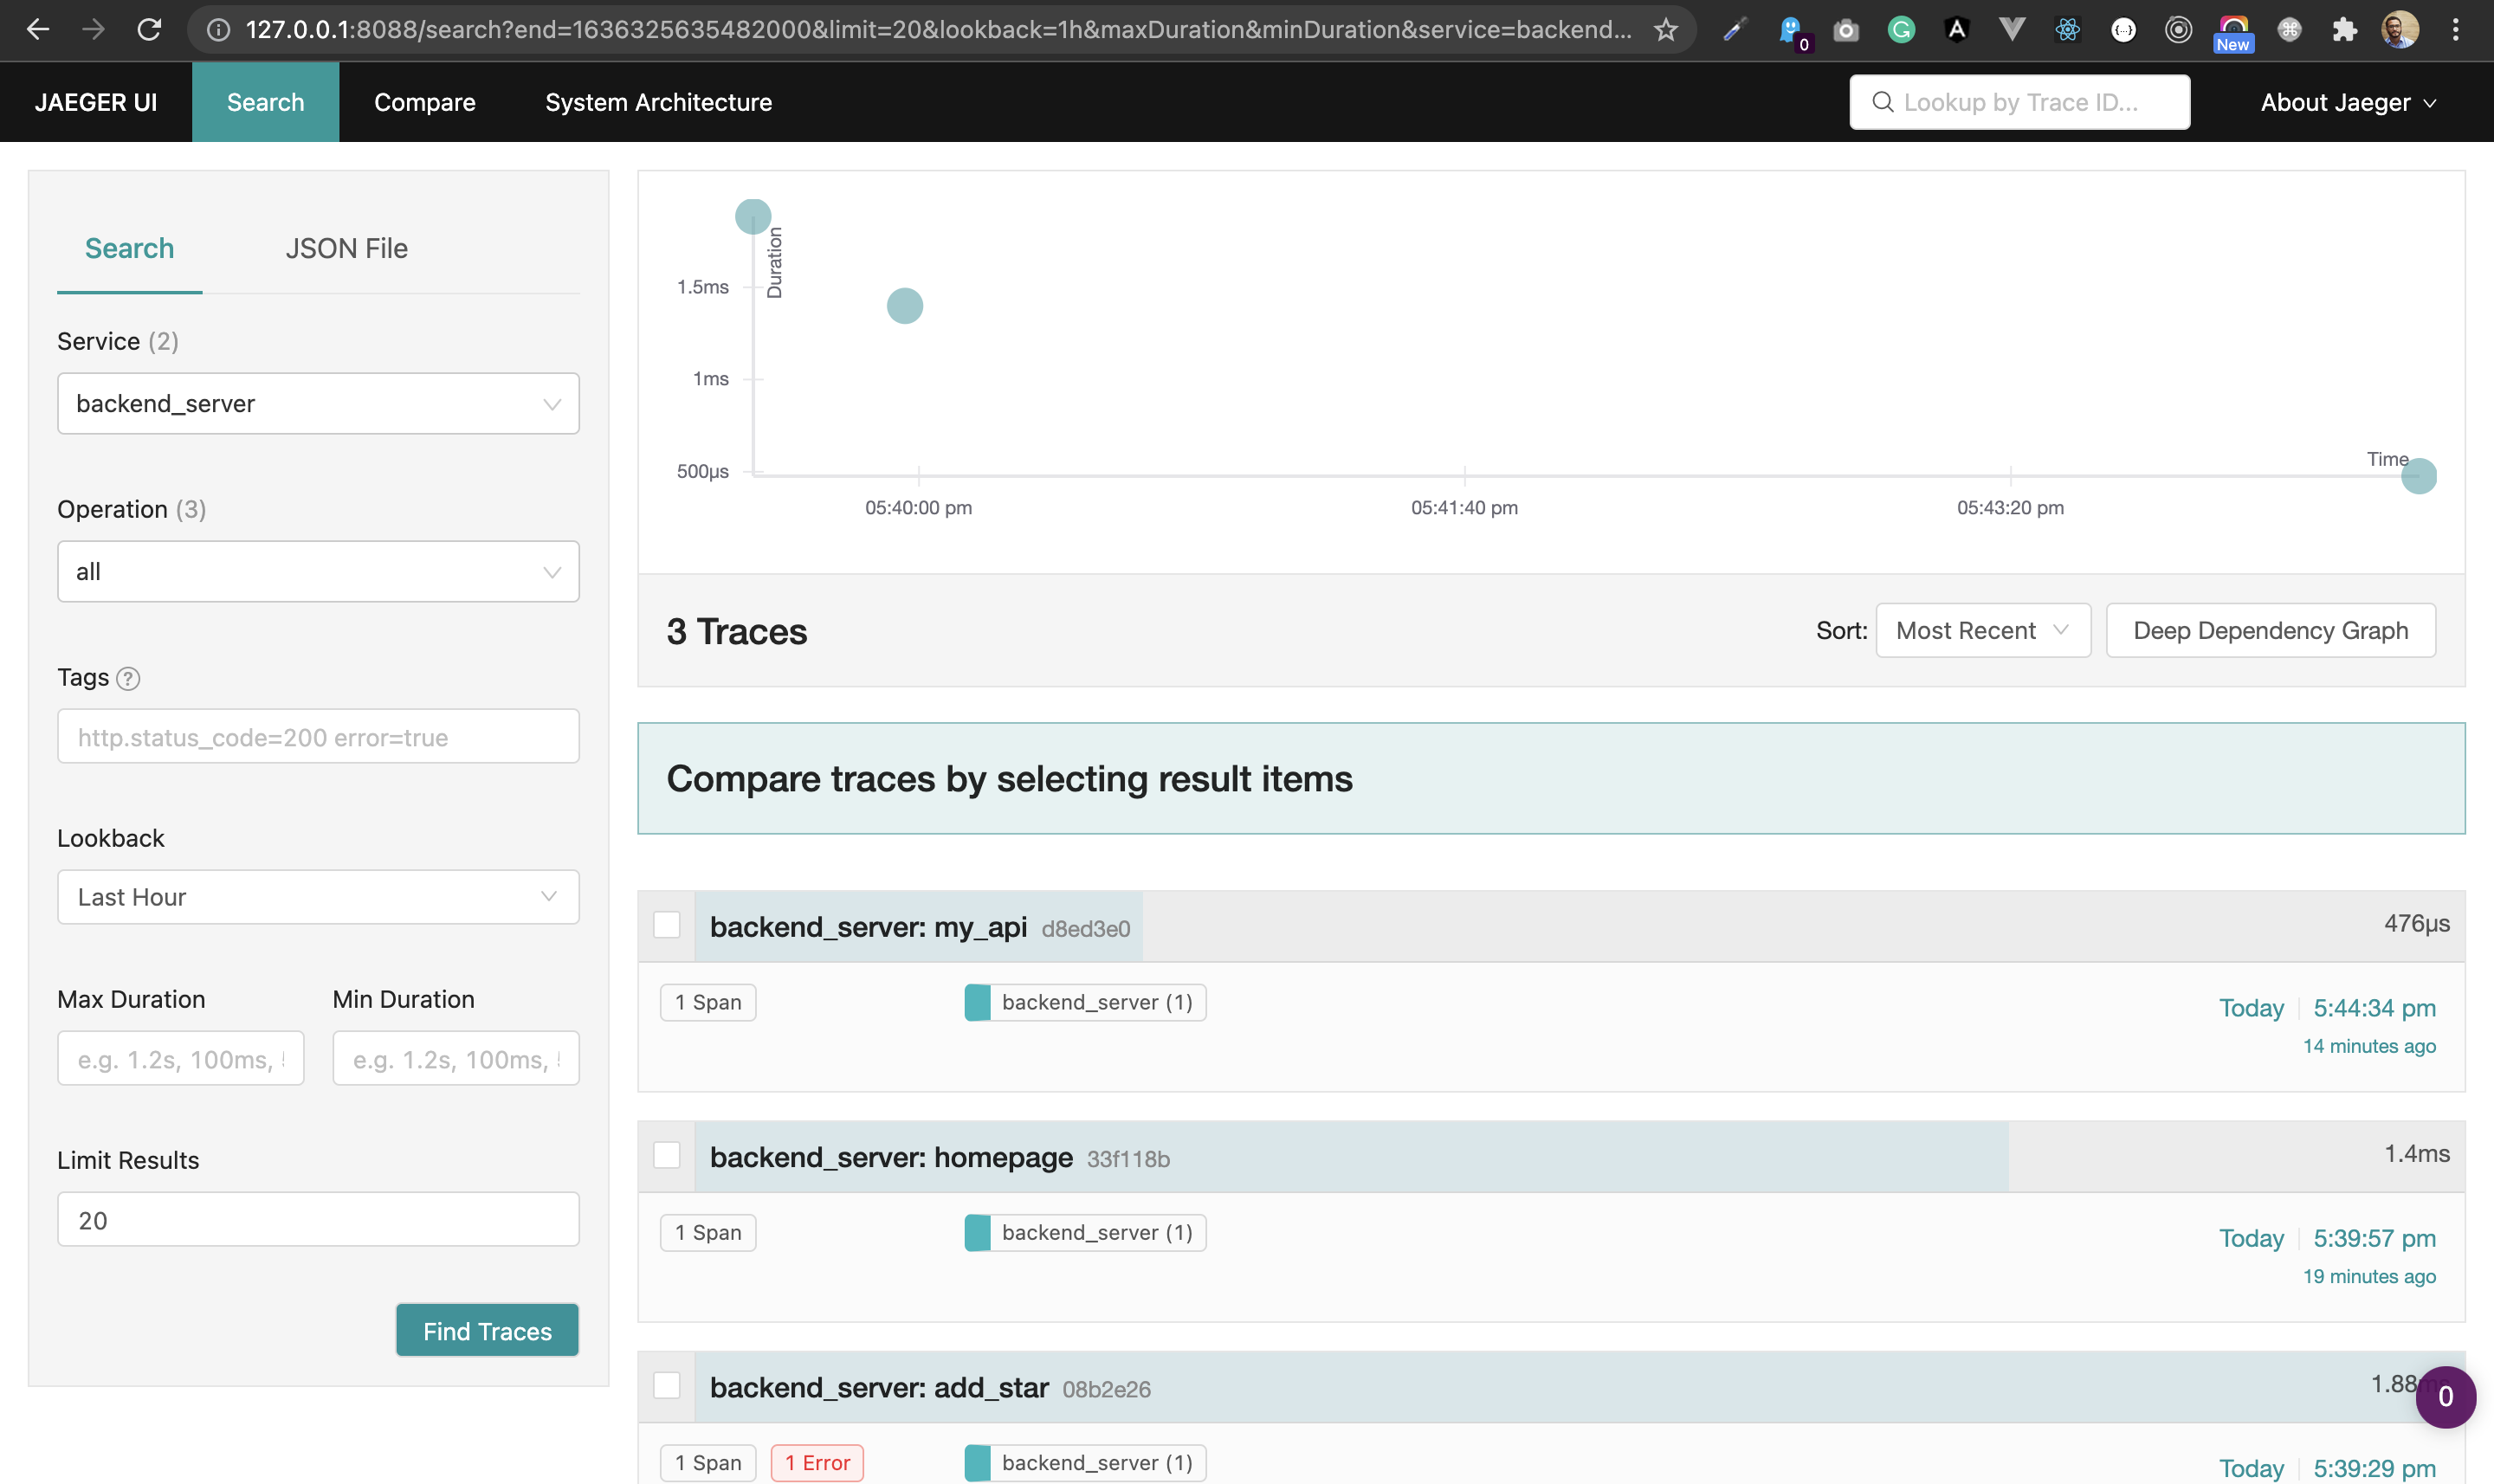 127.0.0.1:8088/search?end=1636325635482000&limit=20&lookback=1h&maxDuration&minDuration&service=backend...
0
New
JAEGER UI
Search
Compare
System Architecture
Lookup by Trace ID...
About Jaeger
Search
JSON File
Service (2)
backend_server
Operation (3)
all
Tags ?
http.status_code=200 error=true
Lookback
Last Hour
Max Duration
Min Duration
e.g. 1.2s, 100ms,
e.g. 1.2s, 100ms,
Limit Results
20
Find Traces
Duration
1.5ms
1ms
500μs
Time
05:40:00 pm
05:41:40 pm
05:43:20 pm
3 Traces
Sort:
Most Recent
Deep Dependency Graph
Compare traces by selecting result items
backend_server: my_api d8ed3e0
476μs
1 Span
backend_server (1)
Today
5:44:34 pm
14 minutes ago
backend_server: homepage 33f118b
1.4ms
1 Span
backend_server (1)
Today
5:39:57 pm
19 minutes ago
backend_server: add_star 08b2e26
1.88ms
0
1 Span
1 Error
backend_server (1)
Today
5:39:29 pm